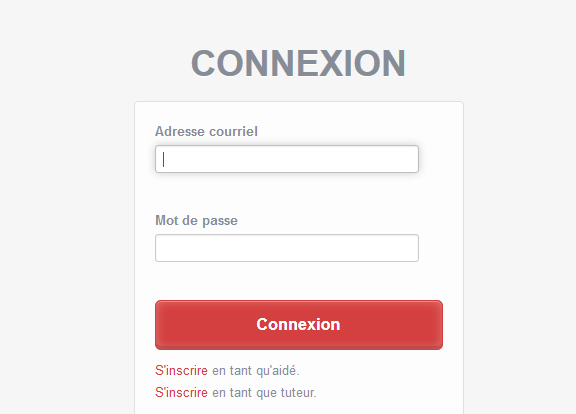 CONNEXION
Adresse courriel
Mot de passe
Connexion
S'inscrire en tant qu'aidé.
S'inscrire en tant que tuteur.